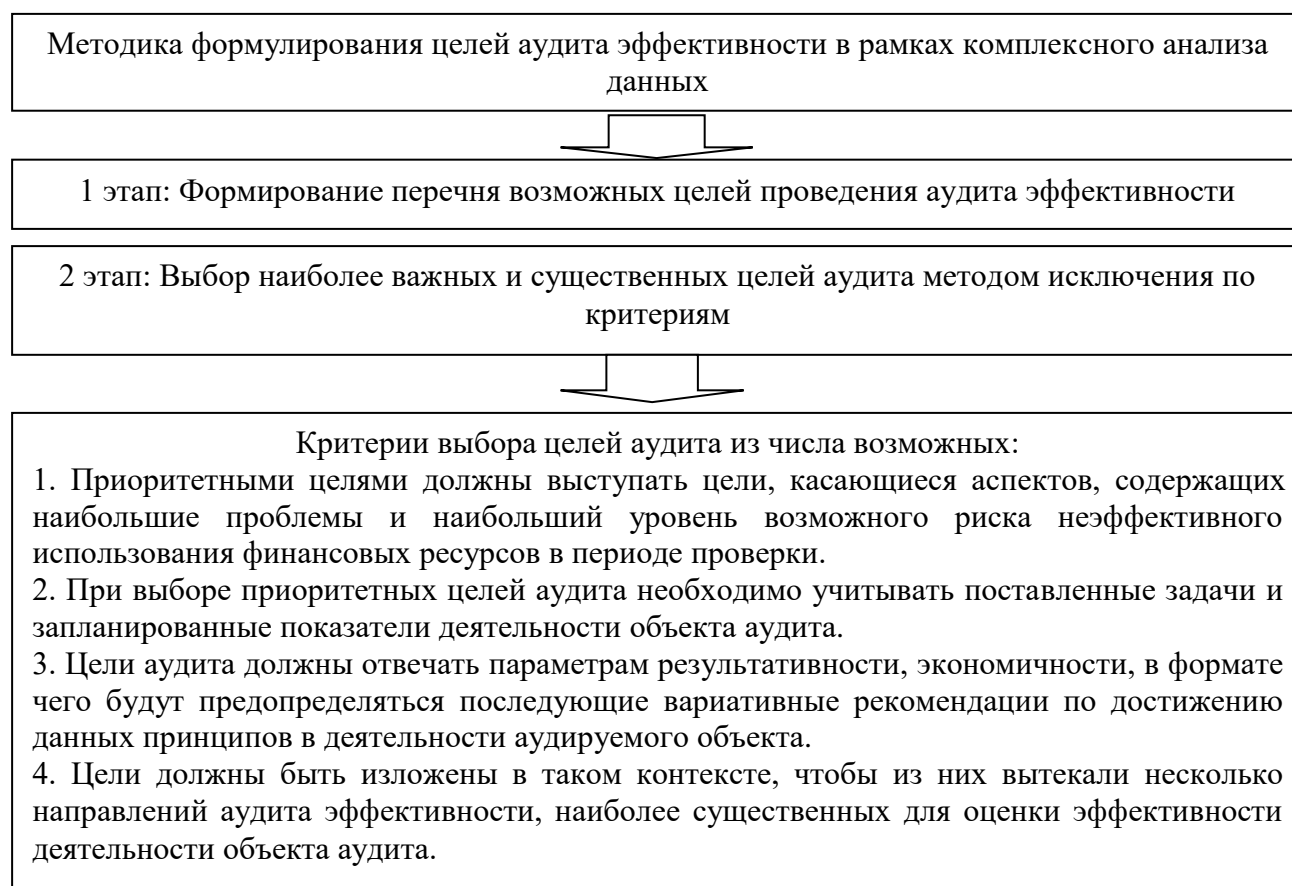 Методика формулирования целей аудита эффективности в рамках комплексного анализа
данных
1 этап: Формирование перечня возможных целей проведения аудита эффективности
2 этап: Выбор наиболее важных и существенных целей аудита методом исключения по
критериям
Критерии выбора целей аудита из числа возможных:
1. Приоритетными целями должны выступать цели, касающиеся аспектов, содержащих
наибольшие проблемы и наибольший уровень возможного риска неэффективного
использования финансовых ресурсов в периоде проверки.
2. При выборе приоритетных целей аудита необходимо учитывать поставленные задачи и
запланированные показатели деятельности объекта аудита.
3. Цели аудита должны отвечать параметрам результативности, экономичности, в формате
чего будут предопределяться последующие вариативные рекомендации по достижению
данных принципов в деятельности аудируемого объекта.
4. Цели должны быть изложены в таком контексте, чтобы из них вытекали несколько
направлений аудита эффективности, наиболее существенных для оценки эффективности
деятельности объекта аудита.